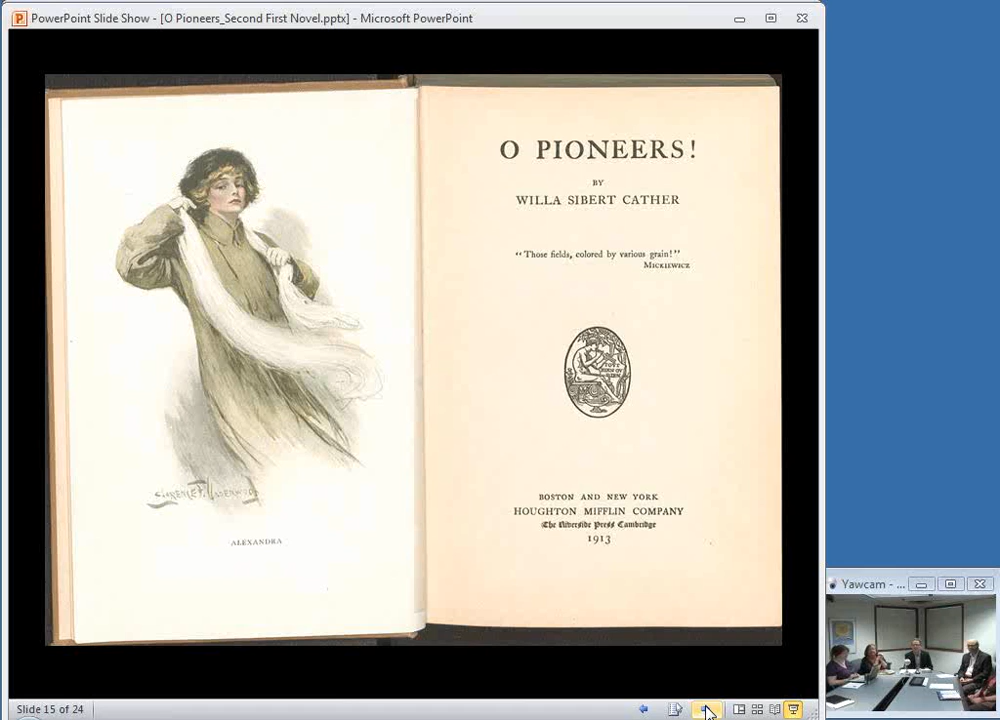 PowerPoint Slide Show - [O Pioneers_Second First Novel.pptx] - Microsoft PowerPoint
CLARENCE F. UNDERWOOD
ALEXANDRA
O PIONEERS!
BY
WILLA SIBERT CATHER
“Those fields, colored by various grain!”
MICKIEWICZ
BOSTON AND NEW YORK
HOUGHTON MIFFLIN COMPANY
The Riverside Press Cambridge
1913
Yawcam - ...
Slide 15 of 24